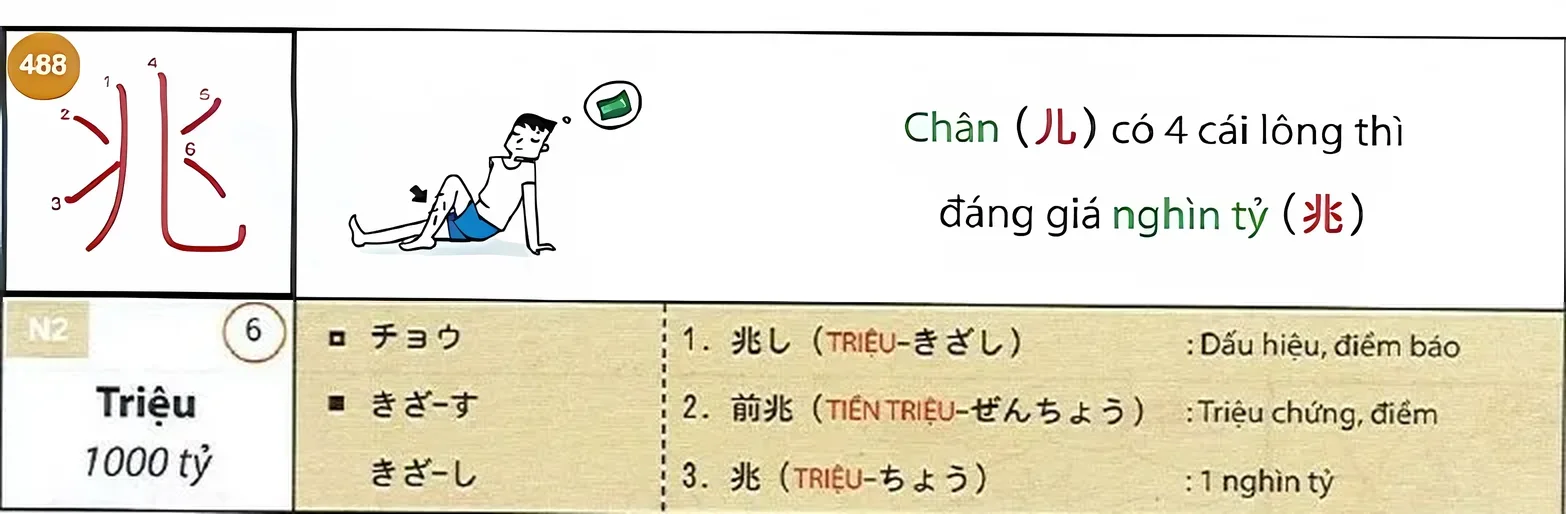 488
兆
1
2
3
4
5
6
Chân (儿) có 4 cái lông thì
đáng giá nghìn tỷ (兆)
N2
6
Triệu
1000 tỷ
チョウ
きざ-す
きざ-し
1. 兆し (TRIỆU-きざし) : Dấu hiệu, điềm báo
2. 前兆 (TIỀN TRIỆU-ぜんちょう) : Triệu chứng, điềm
3. 兆 (TRIỆU-ちょう) : 1 nghìn tỷ